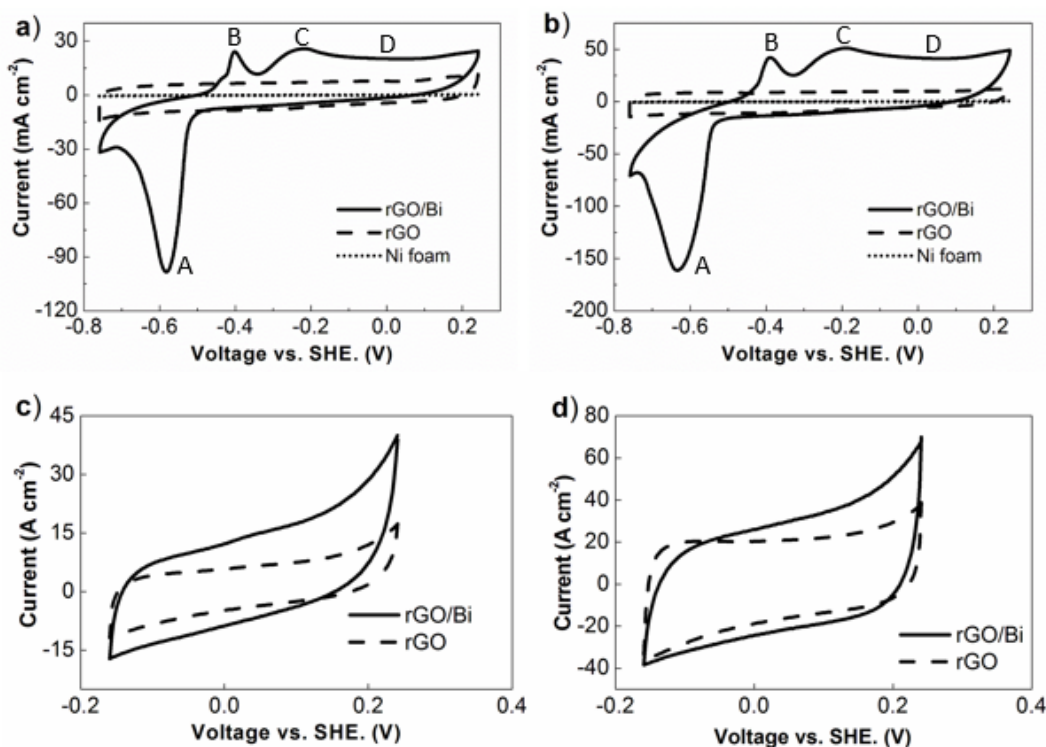 a)
Current (mA cm-2)
30
0
-30
-60
-90
-120
B
C
D
A
rGO/Bi
rGO
Ni foam
-0.8 -0.6 -0.4 -0.2 0.0 0.2
Voltage vs. SHE. (V)
b)
Current (mA cm-2)
50
0
-50
-100
-150
-200
B
C
D
A
rGO/Bi
rGO
Ni foam
-0.8 -0.6 -0.4 -0.2 0.0 0.2
Voltage vs. SHE. (V)
c)
Current (A cm-2)
45
30
15
0
-15
rGO/Bi
rGO
-0.2 0.0 0.2 0.4
Voltage vs. SHE. (V)
d)
Current (A cm-2)
80
60
40
20
0
-20
-40
rGO/Bi
rGO
-0.2 0.0 0.2 0.4
Voltage vs. SHE. (V)